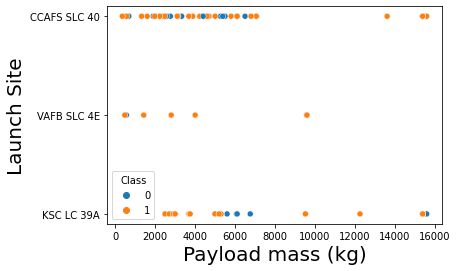 CCAFS SLC 40
VAFB SLC 4E
KSC LC 39A
Launch Site
Class
0
1
0 2000 4000 6000 8000 10000 12000 14000 16000
Payload mass (kg)